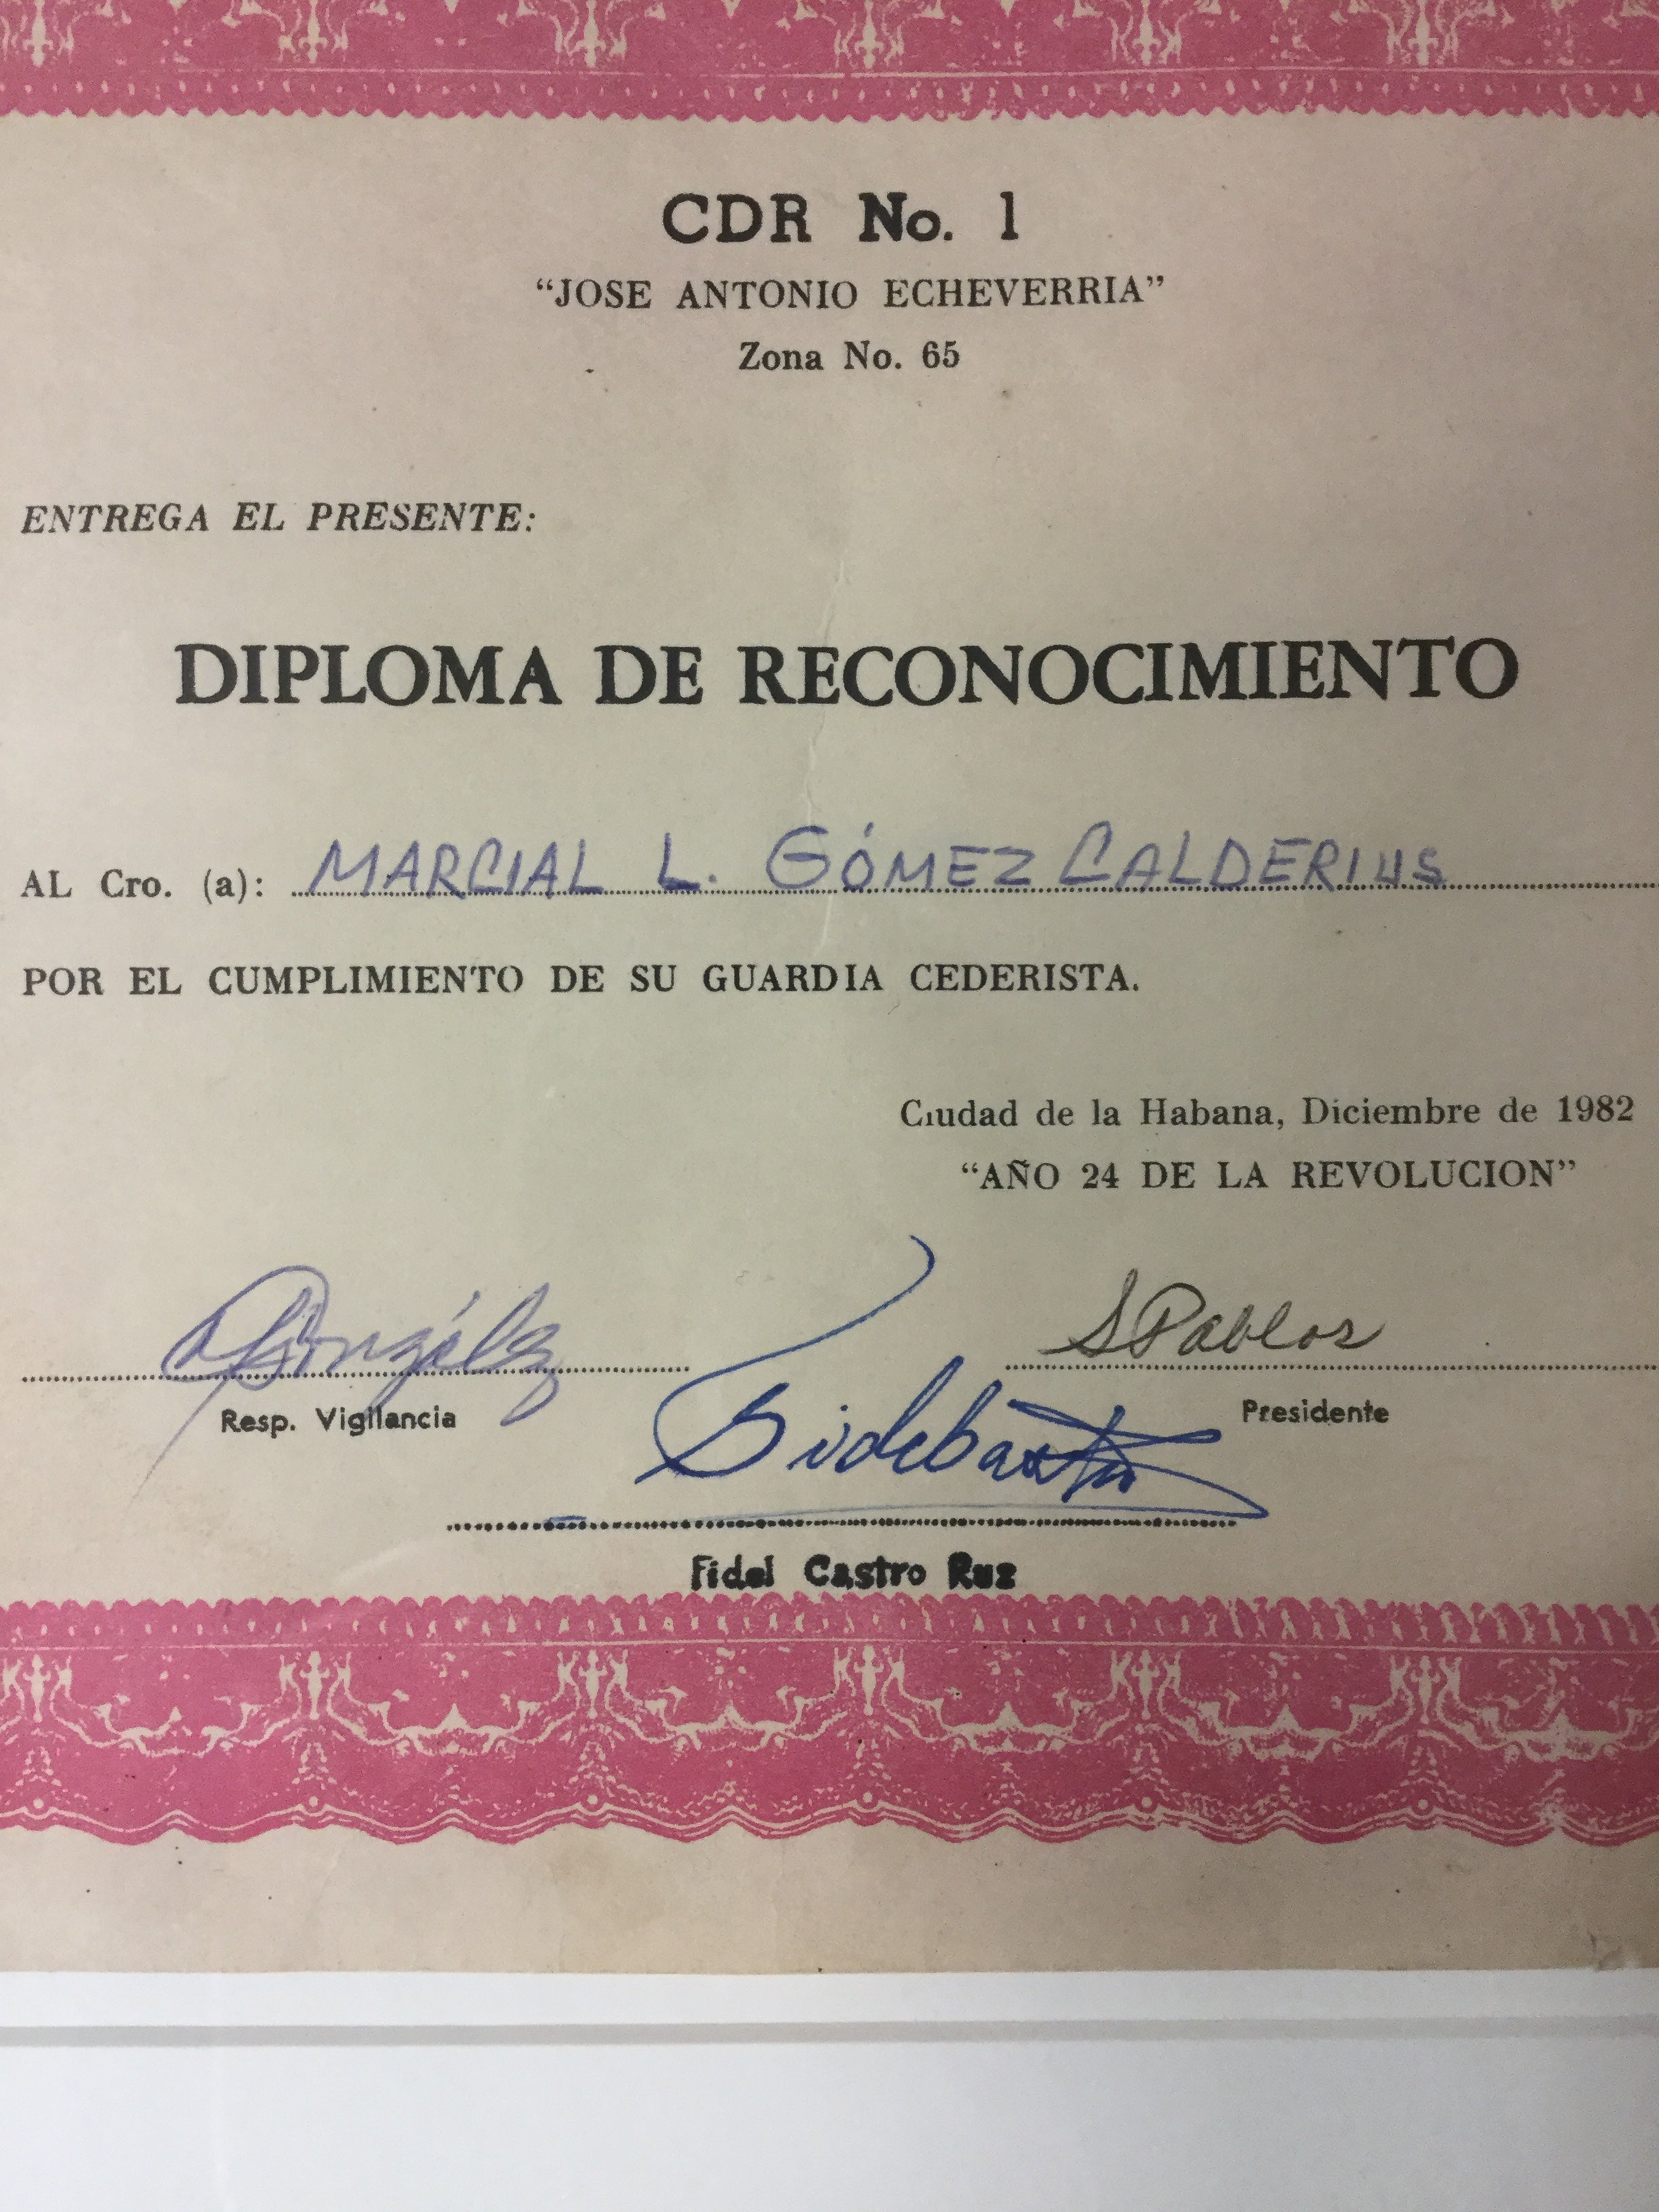 CDR No. 1
"JOSE ANTONIO ECHEVERRIA"
Zona No. 65
ENTREGA EL PRESENTE:
DIPLOMA DE RECONOCIMIENTO
AL Cro. (a): MARCIAL L. GÓMEZ CALDERIUS
POR EL CUMPLIMIENTO DE SU GUARDIA CEDERISTA.
Ciudad de la Habana, Diciembre de 1982
"AÑO 24 DE LA REVOLUCION"
González
SPablos
Resp. Vigilancia
Presidente
Fidel Castro Ruz